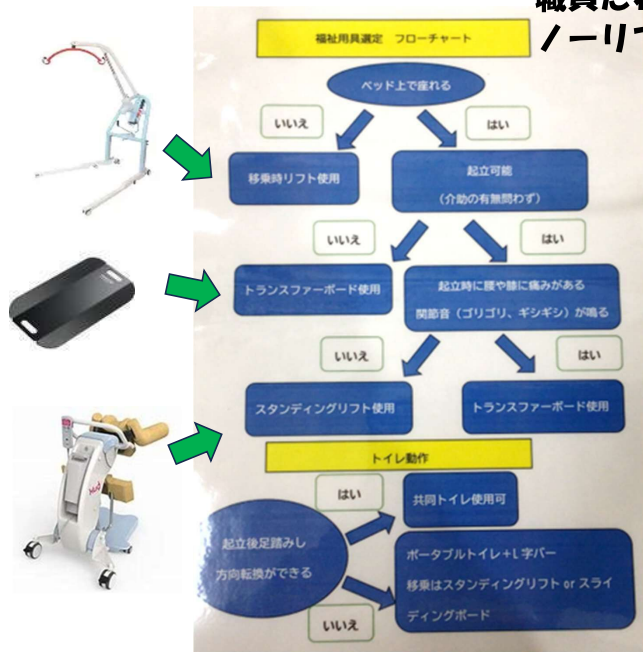 職員に
ノーリフ
福祉用具選定 フローチャート
ベッド上で座れる
いいえ
はい
移乗時リフト使用
起立可能
(介助の有無問わず)
いいえ
はい
トランスファーボード使用
起立時に腰や膝に痛みがある
関節音(ゴリゴリ、ギシギシ)が鳴る
いいえ
はい
スタンディングリフト使用
トランスファーボード使用
トイレ動作
はい
共同トイレ使用可
起立後足踏みし
方向転換ができる
ポータブルトイレ+L字バー
移乗はスタンディングリフト or スライ
ディングボード
いいえ